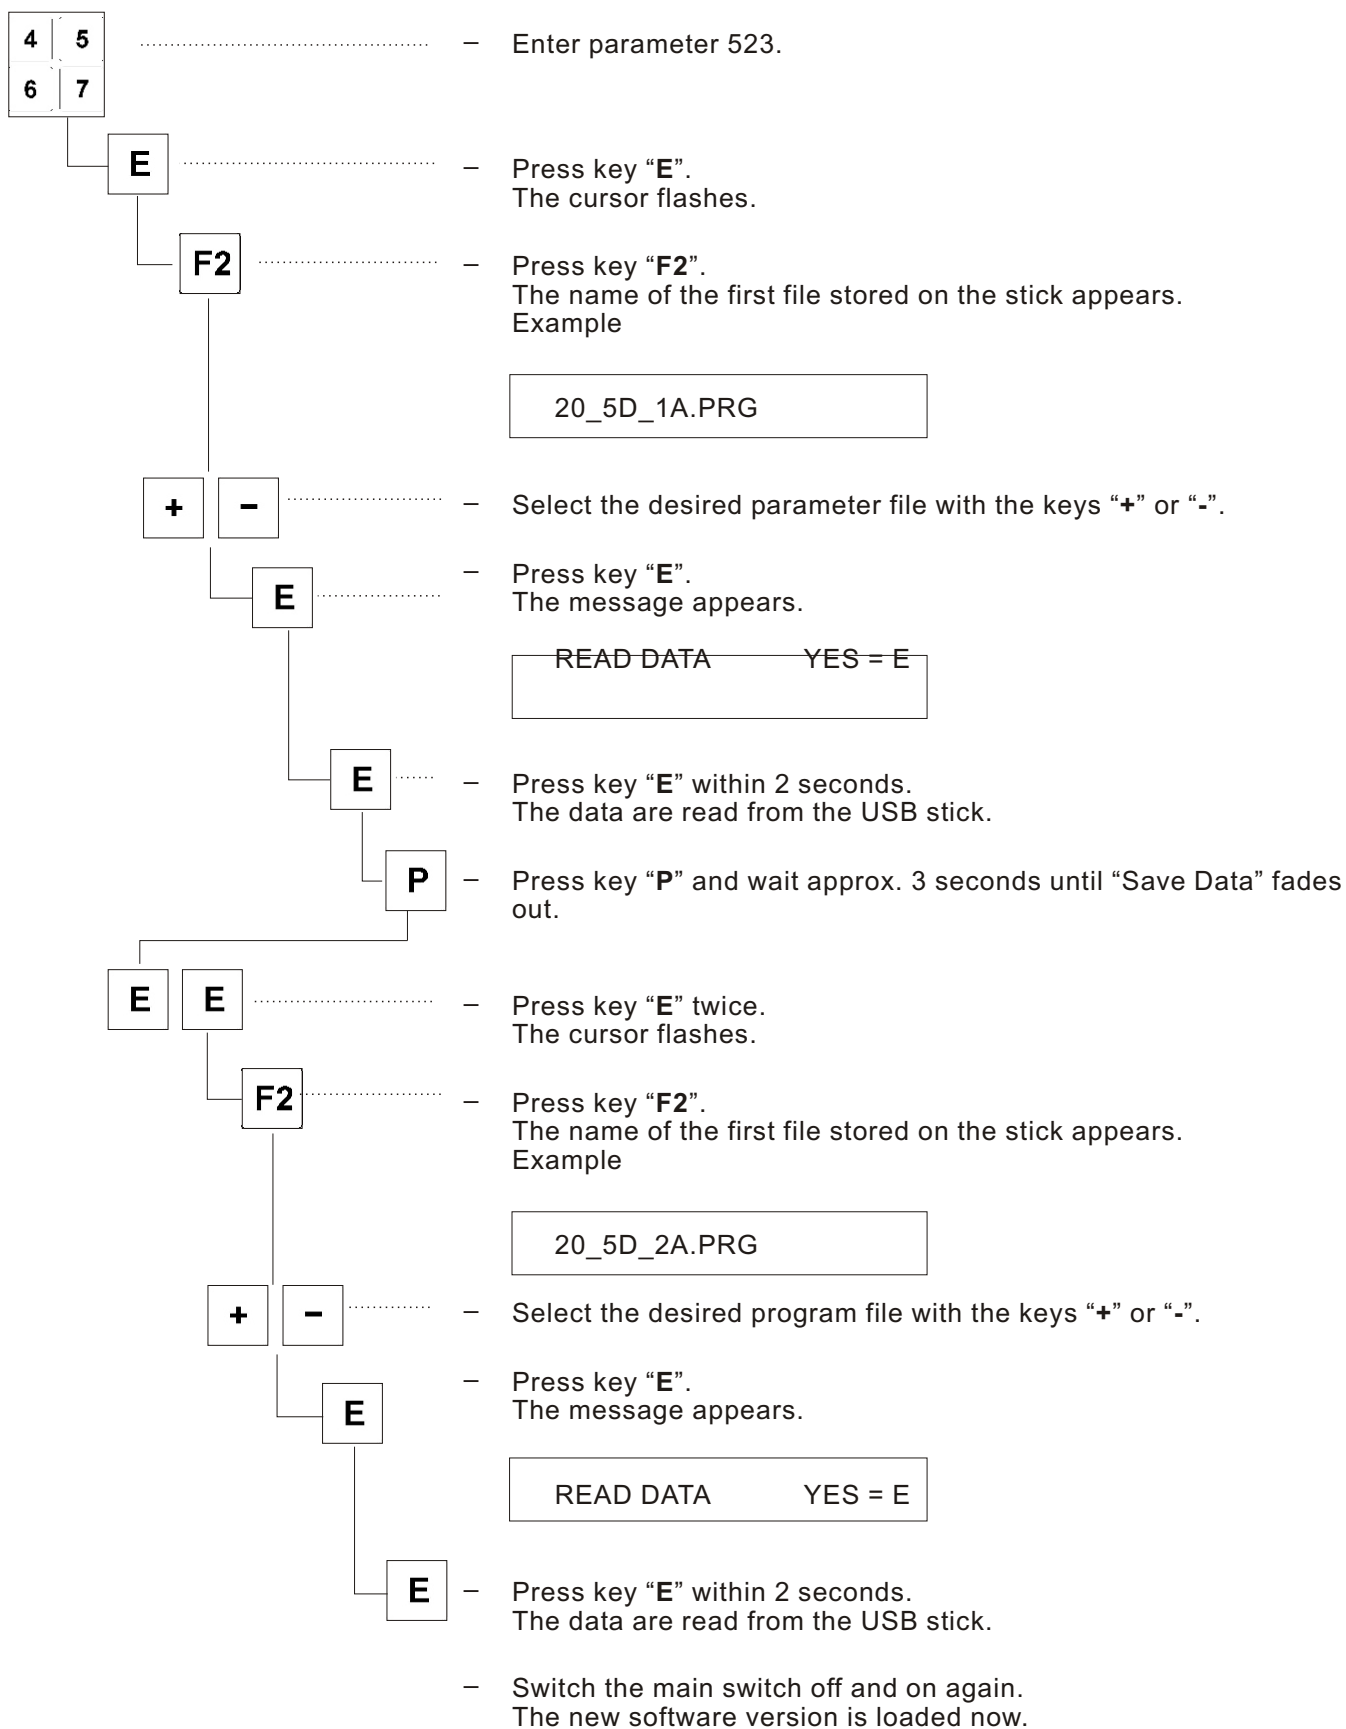 4 5 – Enter parameter 523.
6 7
E – Press key “E”.
The cursor flashes.
F2 – Press key “F2”.
The name of the first file stored on the stick appears.
Example
20_5D_1A.PRG
+ − – Select the desired parameter file with the keys “+” or “-”.
E – Press key “E”.
The message appears.
READ DATA YES = E
E – Press key “E” within 2 seconds.
The data are read from the USB stick.
P – Press key “P” and wait approx. 3 seconds until “Save Data” fades
out.
E E – Press key “E” twice.
The cursor flashes.
F2 – Press key “F2”.
The name of the first file stored on the stick appears.
Example
20_5D_2A.PRG
+ − – Select the desired program file with the keys “+” or “-”.
E – Press key “E”.
The message appears.
READ DATA YES = E
E – Press key “E” within 2 seconds.
The data are read from the USB stick.
– Switch the main switch off and on again.
The new software version is loaded now.